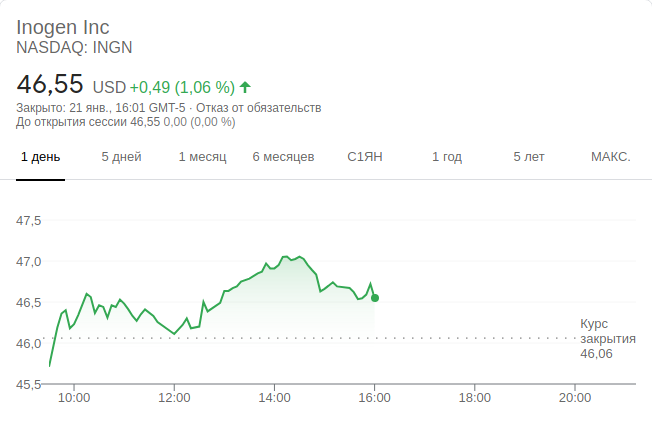 Inogen Inc
NASDAQ: INGN
46,55 USD +0,49 (1,06 %)
Закрыто: 21 янв., 16:01 GMT-5 · Отказ от обязательств
До открытия сессии 46,55 0,00 (0,00 %)
1 день 5 дней 1 месяц 6 месяцев С1ЯН 1 год 5 лет МАКС.
47,5
47,0
46,5
46,0
45,5
Курс
закрытия
46,06
10:00 12:00 14:00 16:00 18:00 20:00